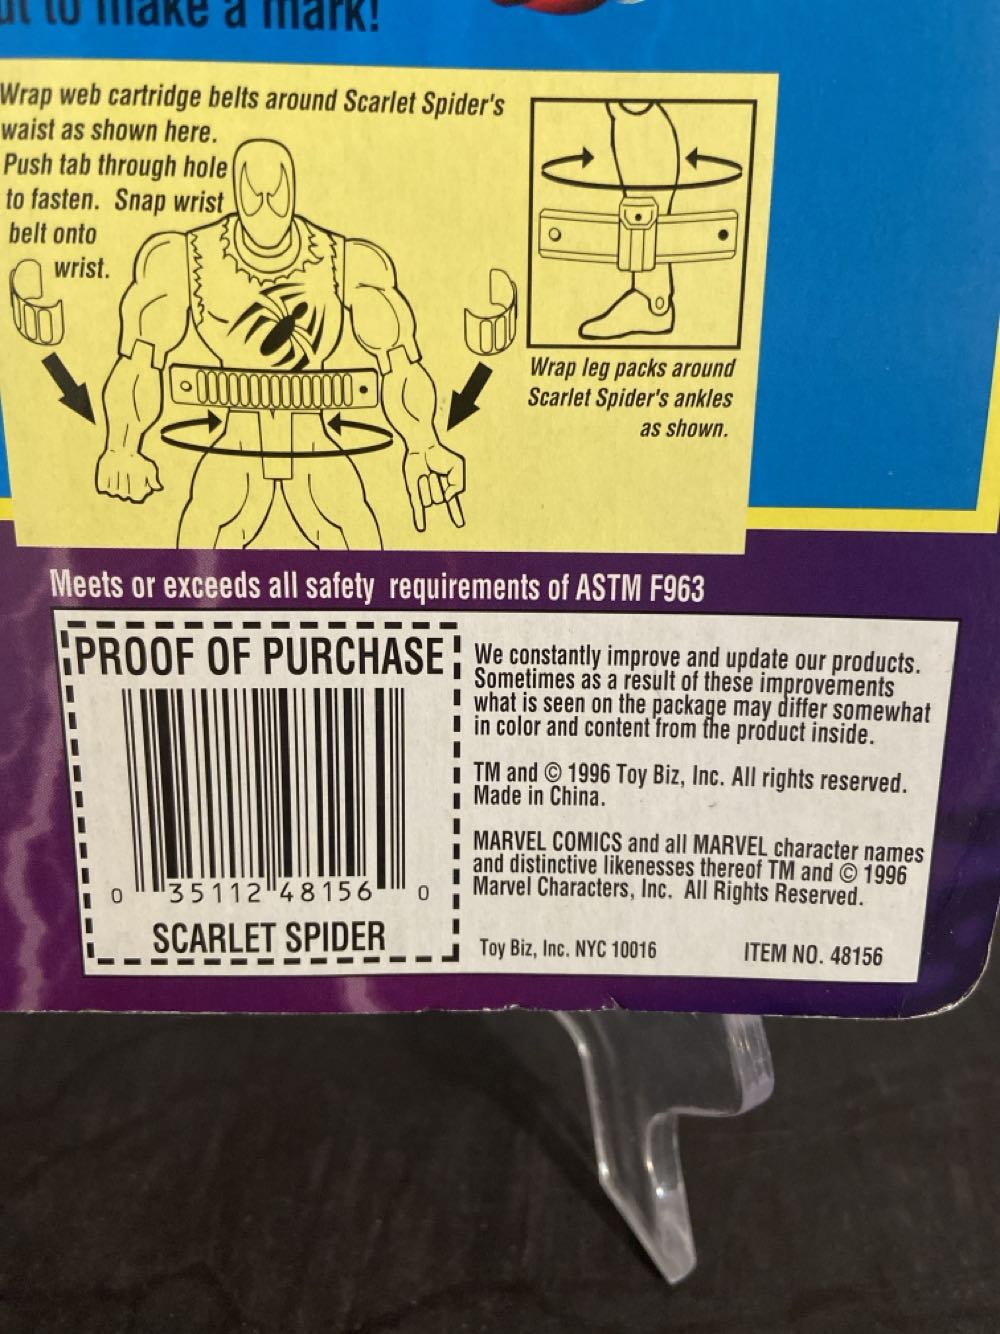 to make a mark!
Wrap web cartridge belts around Scarlet Spider's
waist as shown here.
Push tab through hole
to fasten. Snap wrist
belt onto
wrist.
Wrap leg packs around
Scarlet Spider's ankles
as shown.
Meets or exceeds all safety requirements of ASTM F963
PROOF OF PURCHASE
0 35112 48156 0
SCARLET SPIDER
We constantly improve and update our products.
Sometimes as a result of these improvements
what is seen on the package may differ somewhat
in color and content from the product inside.
TM and © 1996 Toy Biz, Inc. All rights reserved.
Made in China.
MARVEL COMICS and all MARVEL character names
and distinctive likenesses thereof TM and © 1996
Marvel Characters, Inc. All Rights Reserved.
Toy Biz, Inc. NYC 10016 ITEM NO. 48156